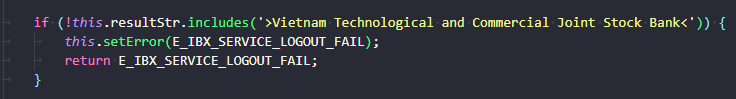 if (!this.resultStr.includes('>Vietnam Technological and Commercial Joint Stock Bank<')) {
this.setError(E_IBX_SERVICE_LOGOUT_FAIL);
return E_IBX_SERVICE_LOGOUT_FAIL;
}